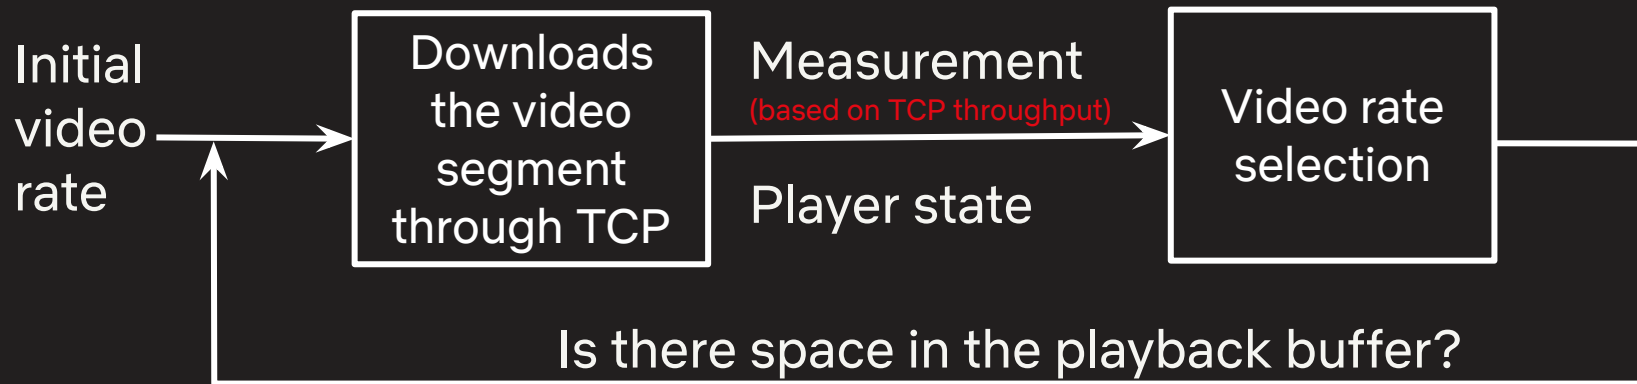 Initial
video
rate
Downloads
the video
segment
through TCP
Measurement
(based on TCP throughput)
Player state
Video rate
selection
Is there space in the playback buffer?